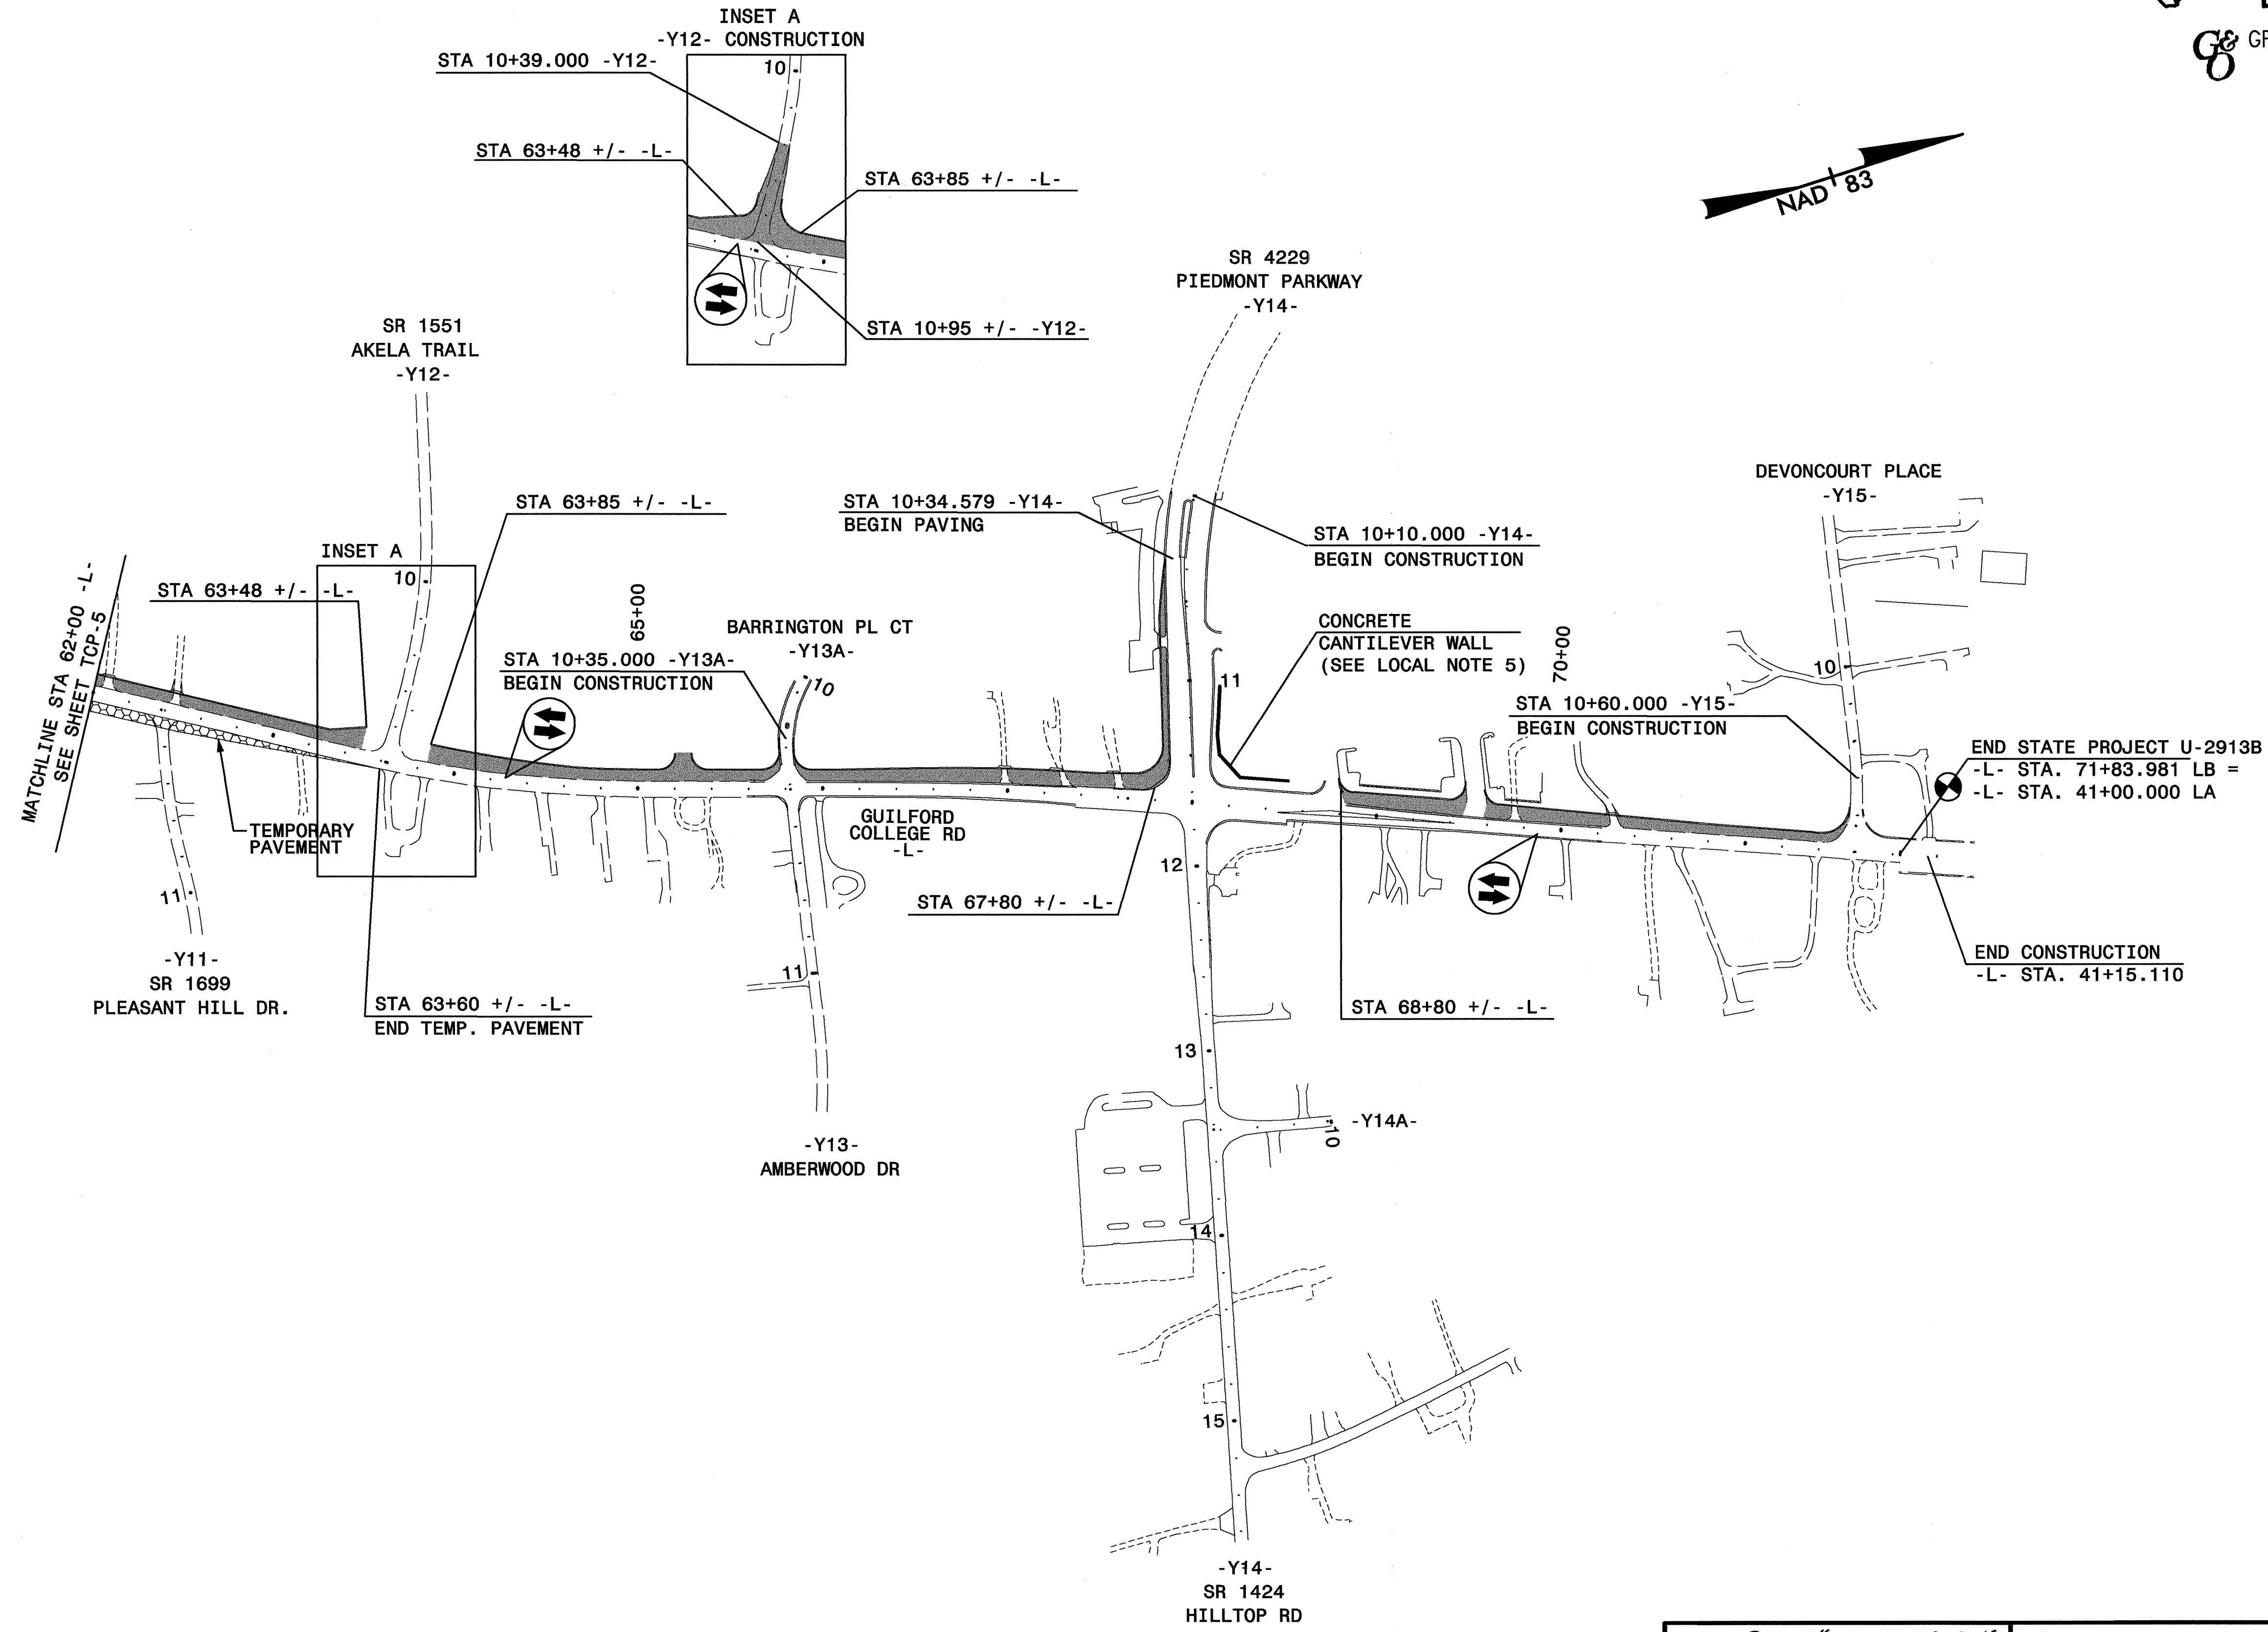 INSET A
-Y12- CONSTRUCTION
STA 10+39.000 -Y12-
10
STA 63+48 +/- -L-
STA 63+85 +/- -L-
STA 10+95 +/- -Y12-
G&O
NAD 83
SR 4229
PIEDMONT PARKWAY
-Y14-
SR 1551
AKELA TRAIL
-Y12-
DEVONCOURT PLACE
-Y15-
STA 63+85 +/- -L-
STA 10+34.579 -Y14-
BEGIN PAVING
STA 10+10.000 -Y14-
BEGIN CONSTRUCTION
INSET A
10
MATCHLINE STA 62+00 -L-
SEE SHEET TCP-5
STA 63+48 +/- -L-
65+00
BARRINGTON PL CT
-Y13A-
STA 10+35.000 -Y13A-
BEGIN CONSTRUCTION
10
CONCRETE
CANTILEVER WALL
(SEE LOCAL NOTE 5)
11
70+00
10
STA 10+60.000 -Y15-
BEGIN CONSTRUCTION
END STATE PROJECT U-2913B
-L- STA. 71+83.981 LB =
-L- STA. 41+00.000 LA
TEMPORARY
PAVEMENT
GUILFORD
COLLEGE RD
-L-
12
11
STA 67+80 +/- -L-
-Y11-
SR 1699
PLEASANT HILL DR.
11
STA 63+60 +/- -L-
END TEMP. PAVEMENT
STA 68+80 +/- -L-
END CONSTRUCTION
-L- STA. 41+15.110
13
-Y14A-
10
-Y13-
AMBERWOOD DR
14
15
-Y14-
SR 1424
HILLTOP RD